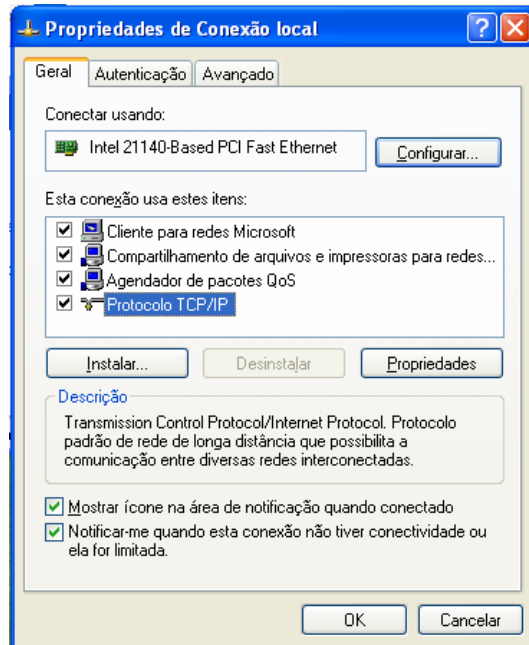 Propriedades de Conexão local
Geral Autenticação Avançado
Conectar usando:
Intel 21140-Based PCI Fast Ethernet Configurar...
Esta conexão usa estes itens:
Cliente para redes Microsoft
Compartilhamento de arquivos e impressoras para redes...
Agendador de pacotes QoS
Protocolo TCP/IP
Instalar... Desinstalar Propriedades
Descrição
Transmission Control Protocol/Internet Protocol. Protocolo
padrão de rede de longa distância que possibilita a
comunicação entre diversas redes interconectadas.
Mostrar ícone na área de notificação quando conectado
Notificar-me quando esta conexão não tiver conectividade ou
ela for limitada.
OK Cancelar